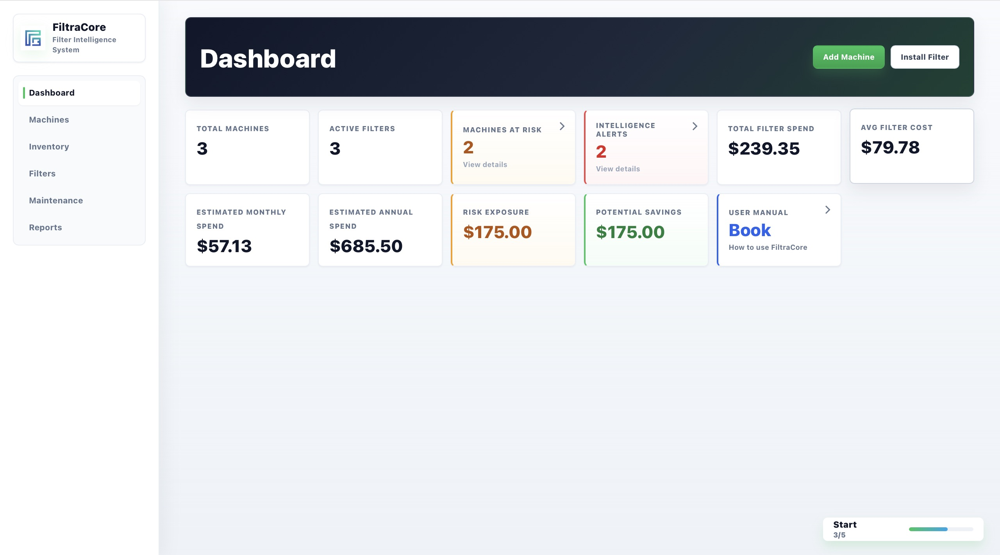 FiltraCore
Filter Intelligence
System
Dashboard
Machines
Inventory
Filters
Maintenance
Reports
Dashboard
Add Machine
Install Filter
TOTAL MACHINES
3
ACTIVE FILTERS
3
MACHINES AT RISK
2
View details
INTELLIGENCE
ALERTS
2
View details
TOTAL FILTER SPEND
$239.35
AVG FILTER COST
$79.78
ESTIMATED MONTHLY
SPEND
$57.13
ESTIMATED ANNUAL
SPEND
$685.50
RISK EXPOSURE
$175.00
POTENTIAL SAVINGS
$175.00
USER MANUAL
Book
How to use FiltraCore
Start
3/5